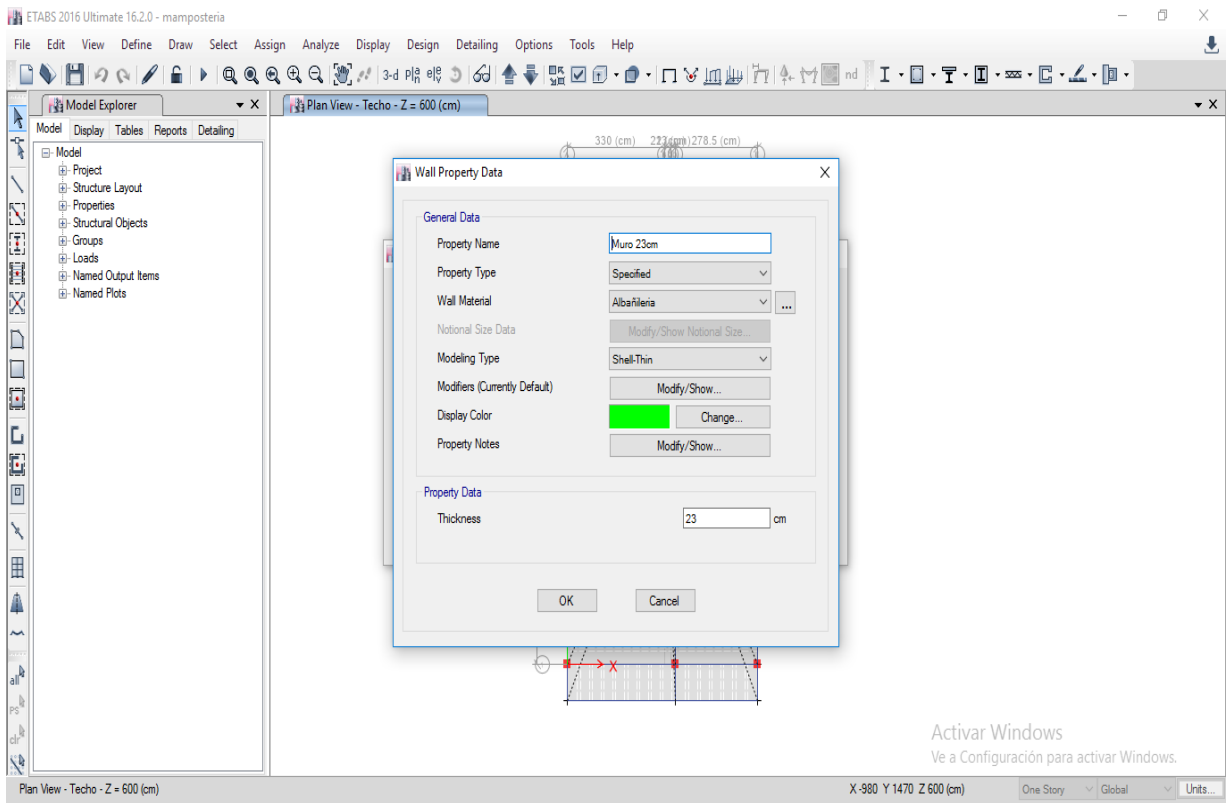 ETABS 2016 Ultimate 16.2.0 - mamposteria
File Edit View Define Draw Select Assign Analyze Display Design Detailing Options Tools Help
3-d
nd
Model Explorer
Plan View - Techo - Z = 600 (cm)
Model Display Tables Reports Detailing
Model
Project
Structure Layout
Properties
Structural Objects
Groups
Loads
Named Output Items
Named Plots
330 (cm) 278.5 (cm)
Wall Property Data
General Data
Property Name Muro 23cm
Property Type Specified
Wall Material Albañileria ...
Notional Size Data Modify/Show Notional Size...
Modeling Type Shell-Thin
Modifiers (Currently Default) Modify/Show...
Display Color Change...
Property Notes Modify/Show...
Property Data
Thickness 23 cm
OK Cancel
X
all
ps
clr
Activar Windows
Ve a Configuración para activar Windows.
Plan View - Techo - Z = 600 (cm) X -980 Y 1470 Z 600 (cm) One Story Global Units...